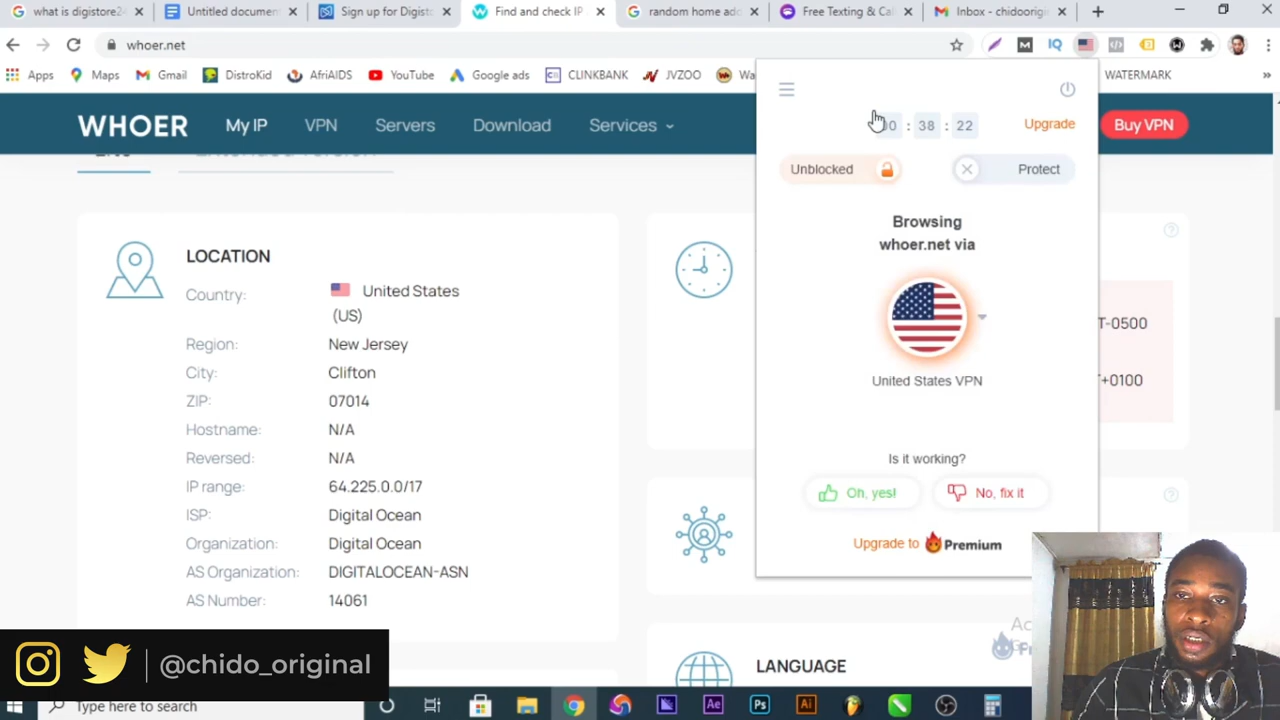 what is digistore24
Untitled documen
Sign up for Digist
Find and check IP
random home add
Free Texting & Cal
Inbox - chidoorigin
whoer.net
Apps
Maps
Gmail
DistroKid
AfriAIDS
YouTube
Google ads
CLINKBANK
JVZOO
Wa
WATERMARK
WHOER
My IP
VPN
Servers
Download
Services
Buy VPN
: 38 : 22
Upgrade
Unblocked
Protect
Browsing
whoer.net via
United States VPN
Is it working?
Oh, yes!
No, fix it
Upgrade to Premium
LOCATION
Country: United States
(US)
Region: New Jersey
City: Clifton
ZIP: 07014
Hostname: N/A
Reversed: N/A
IP range: 64.225.0.0/17
ISP: Digital Ocean
Organization: Digital Ocean
AS Organization: DIGITALOCEAN-ASN
AS Number: 14061
T-0500
+0100
LANGUAGE
@chido_original
Type here to search